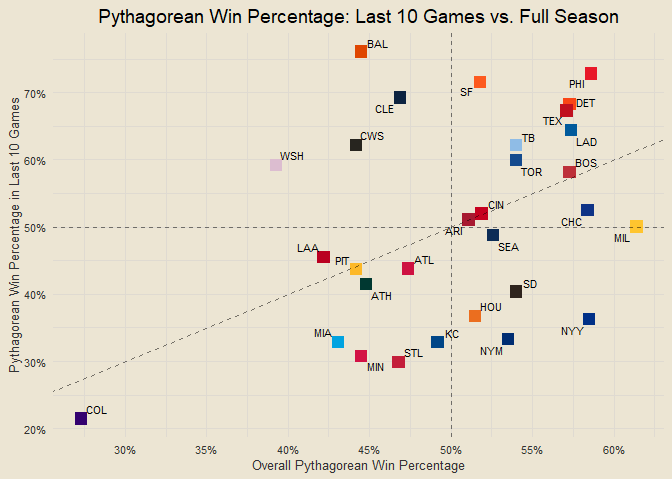 Pythagorean Win Percentage: Last 10 Games vs. Full Season
Pythagorean Win Percentage in Last 10 Games
70%
60%
50%
40%
30%
20%
BAL
SF
PHI
CLE
DET
TEX
LAD
CWS
TB
TOR
WSH
BOS
CIN
ARI
CHC
MIL
SEA
LAA
PIT
ATL
ATH
SD
HOU
NYY
MIA
KC
NYM
MIN
STL
COL
30%
35%
40%
45%
50%
55%
60%
Overall Pythagorean Win Percentage